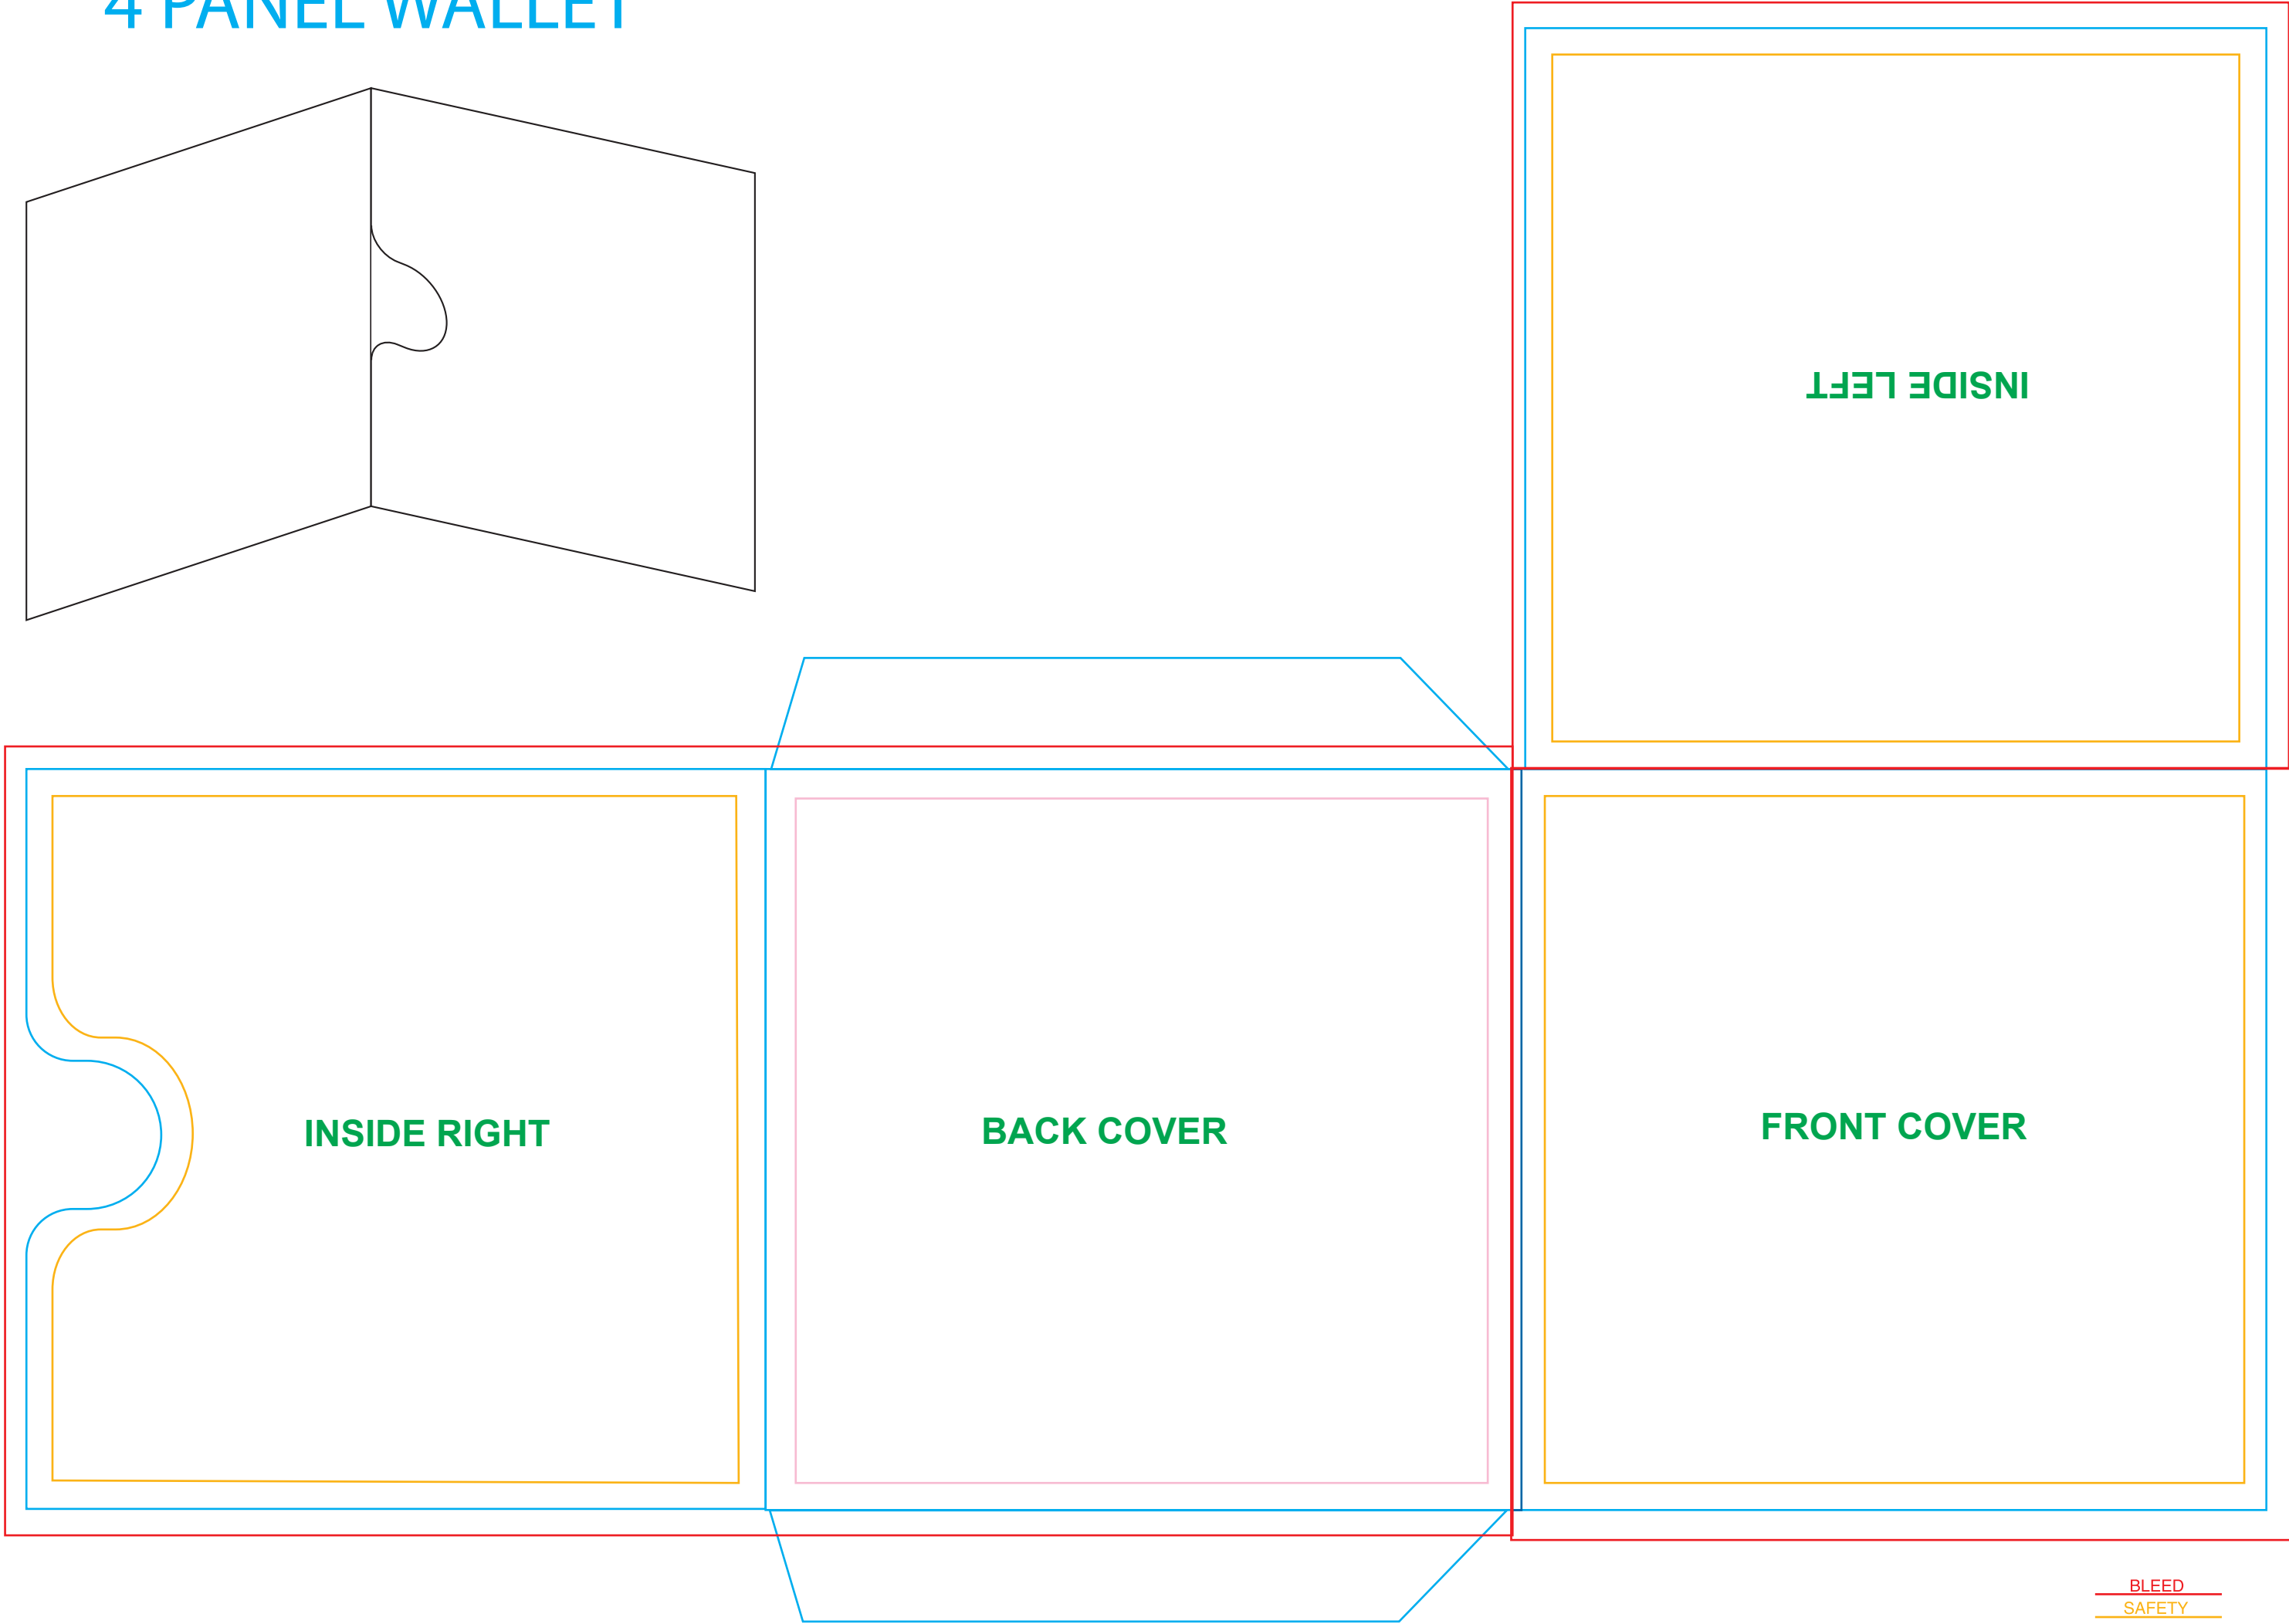 4 PANEL WALLET
INSIDE LEFT
INSIDE RIGHT
BACK COVER
FRONT COVER
BLEED
SAFETY